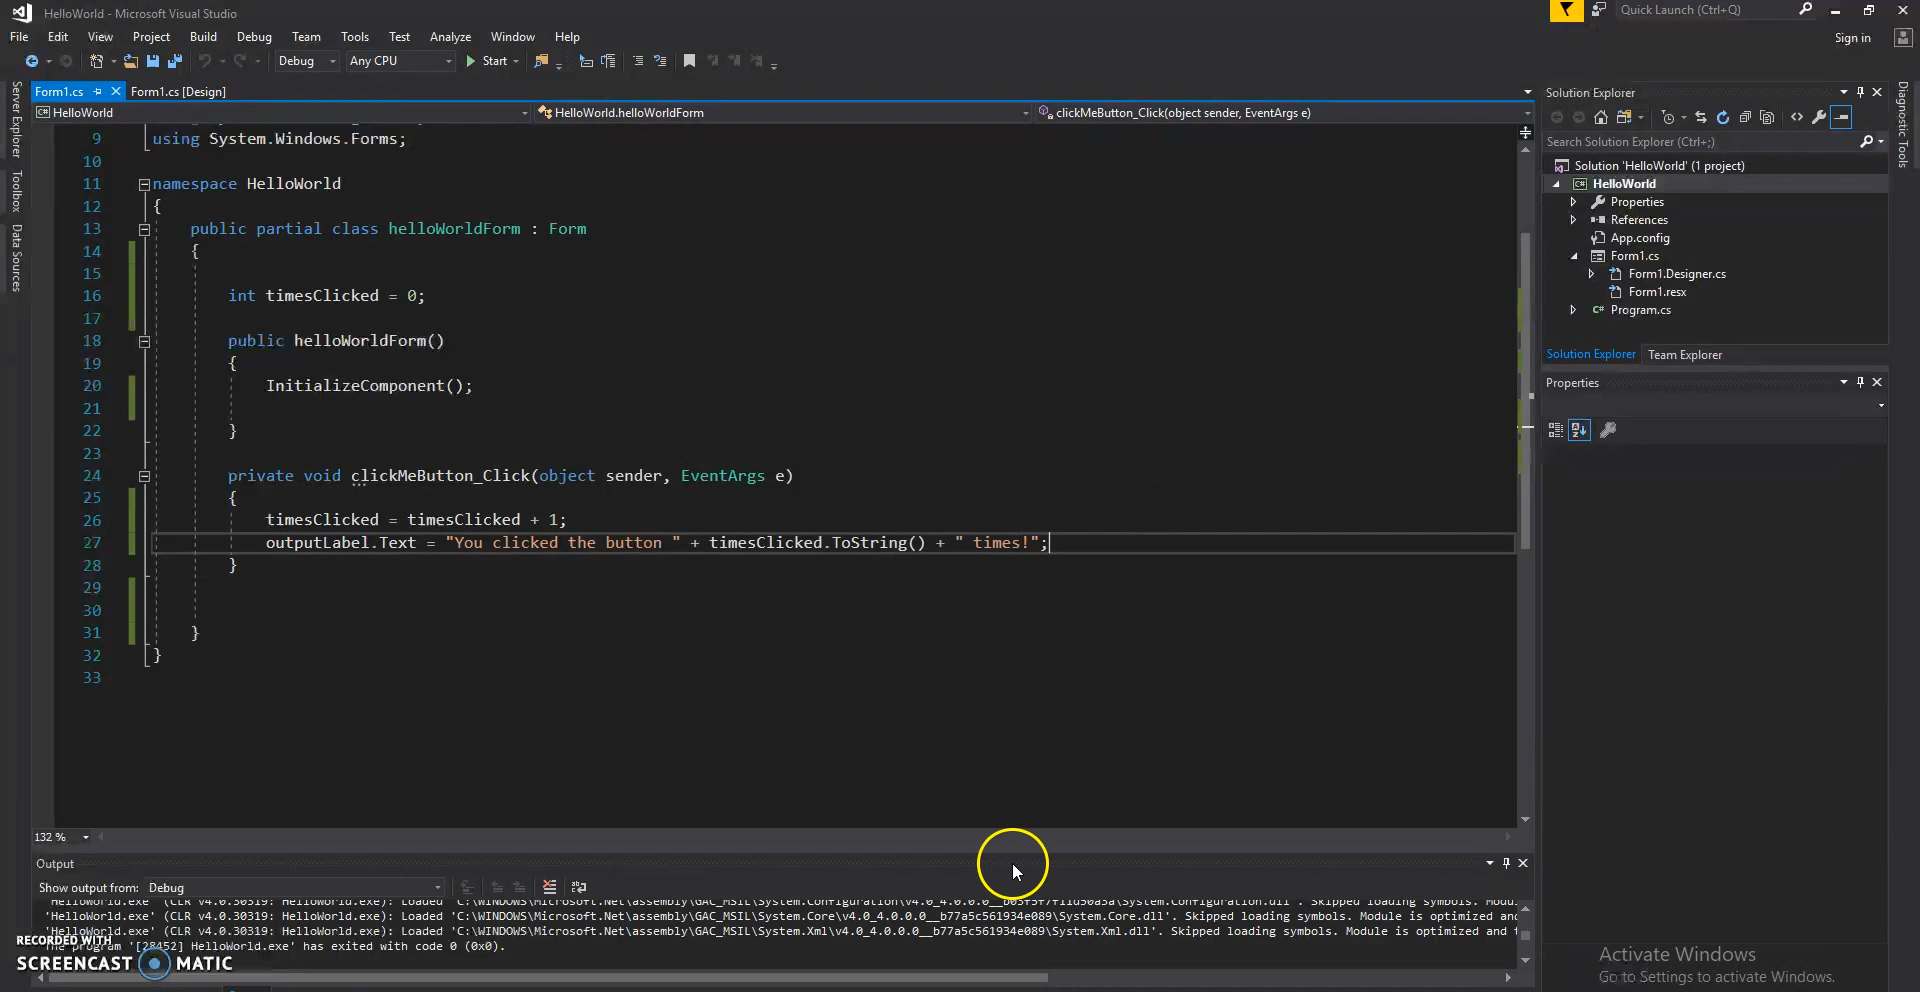 HelloWorld - Microsoft Visual Studio
Quick Launch (Ctrl+Q)
File Edit View Project Build Debug Team Tools Test Analyze Window Help
Sign in
Debug Any CPU Start
Server Explorer
Toolbox
Data Sources
Form1.cs Form1.cs [Design]
HelloWorld HelloWorld.helloWorldForm clickMeButton_Click(object sender, EventArgs e)
9 using System.Windows.Forms;
10
11 namespace HelloWorld
12 {
13 public partial class helloWorldForm : Form
14 {
15
16 int timesClicked = 0;
17
18 public helloWorldForm()
19 {
20 InitializeComponent();
21
22 }
23
24 private void clickMeButton_Click(object sender, EventArgs e)
25 {
26 timesClicked = timesClicked + 1;
27 outputLabel.Text = "You clicked the button " + timesClicked.ToString() + " times!";
28 }
29
30
31 }
32 }
33
132 %
Output
Show output from: Debug
'HelloWorld.exe' (CLR v4.0.30319: HelloWorld.exe): Loaded 'C:\WINDOWS\Microsoft.Net\assembly\GAC_MSIL\System.Core\v4.0_4.0.0.0__b77a5c561934e089\System.Core.dll'. Skipped loading symbols. Module is optimized and
'HelloWorld.exe' (CLR v4.0.30319: HelloWorld.exe): Loaded 'C:\WINDOWS\Microsoft.Net\assembly\GAC_MSIL\System.Xml\v4.0_4.0.0.0__b77a5c561934e089\System.Xml.dll'. Skipped loading symbols. Module is optimized and
The program '[28452] HelloWorld.exe' has exited with code 0 (0x0).
RECORDED WITH
SCREENCAST MATIC
Solution Explorer
Search Solution Explorer (Ctrl+;)
Solution 'HelloWorld' (1 project)
HelloWorld
Properties
References
App.config
Form1.cs
Form1.Designer.cs
Form1.resx
Program.cs
Solution Explorer Team Explorer
Properties
Diagnostic Tools
Activate Windows
Go to Settings to activate Windows.